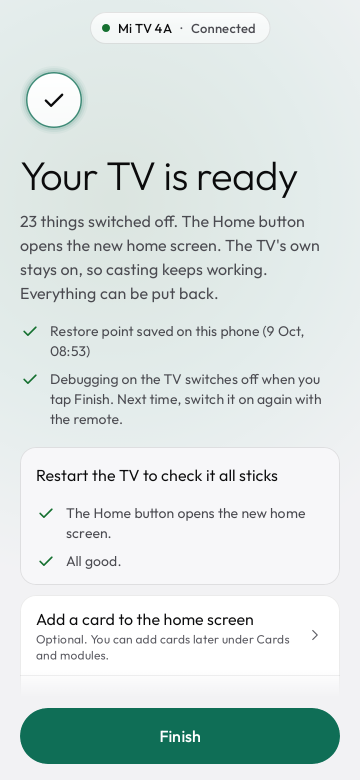 Mi TV 4A · Connected
Your TV is ready
23 things switched off. The Home button
opens the new home screen. The TV's own
stays on, so casting keeps working.
Everything can be put back.
Restore point saved on this phone (9 Oct,
08:53)
Debugging on the TV switches off when you
tap Finish. Next time, switch it on again with
the remote.
Restart the TV to check it all sticks
The Home button opens the new home
screen.
All good.
Add a card to the home screen
Optional. You can add cards later under Cards
and modules.
Finish